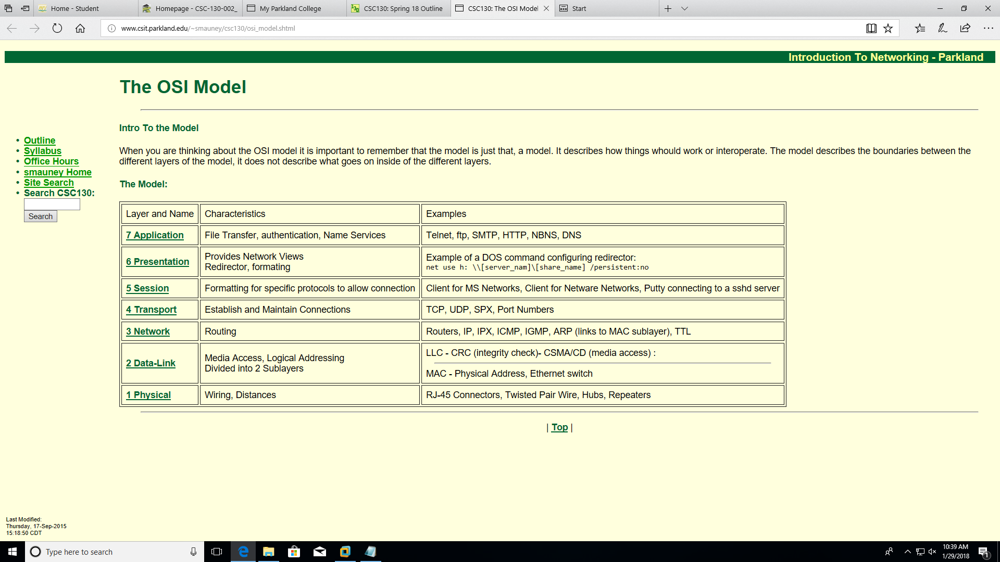 Home - Student
Homepage - CSC-130-002_
My Parkland College
CSC130: Spring 18 Outline
CSC130: The OSI Model
Start
www.csit.parkland.edu/~smauney/csc130/osi_model.shtml
Introduction To Networking - Parkland
The OSI Model
Outline
Syllabus
Office Hours
smauney Home
Site Search
Search CSC130:
Search
Intro To the Model
When you are thinking about the OSI model it is important to remember that the model is just that, a model. It describes how things whould work or interoperate. The model describes the boundaries between the
different layers of the model, it does not describe what goes on inside of the different layers.
The Model:
Layer and Name Characteristics Examples
7 Application File Transfer, authentication, Name Services Telnet, ftp, SMTP, HTTP, NBNS, DNS
6 Presentation
Provides Network Views
Redirector, formating
Example of a DOS command configuring redirector:
net use h: \\[server_nam]\[share_name] /persistent:no
5 Session Formatting for specific protocols to allow connection Client for MS Networks, Client for Netware Networks, Putty connecting to a sshd server
4 Transport Establish and Maintain Connections TCP, UDP, SPX, Port Numbers
3 Network Routing Routers, IP, IPX, ICMP, IGMP, ARP (links to MAC sublayer), TTL
2 Data-Link
Media Access, Logical Addressing
Divided into 2 Sublayers
LLC - CRC (integrity check)- CSMA/CD (media access) :
MAC - Physical Address, Ethernet switch
1 Physical Wiring, Distances RJ-45 Connectors, Twisted Pair Wire, Hubs, Repeaters
| Top |
Last Modified:
Thursday, 17-Sep-2015
15:18:50 CDT
Type here to search
10:39 AM
1/29/2018
1